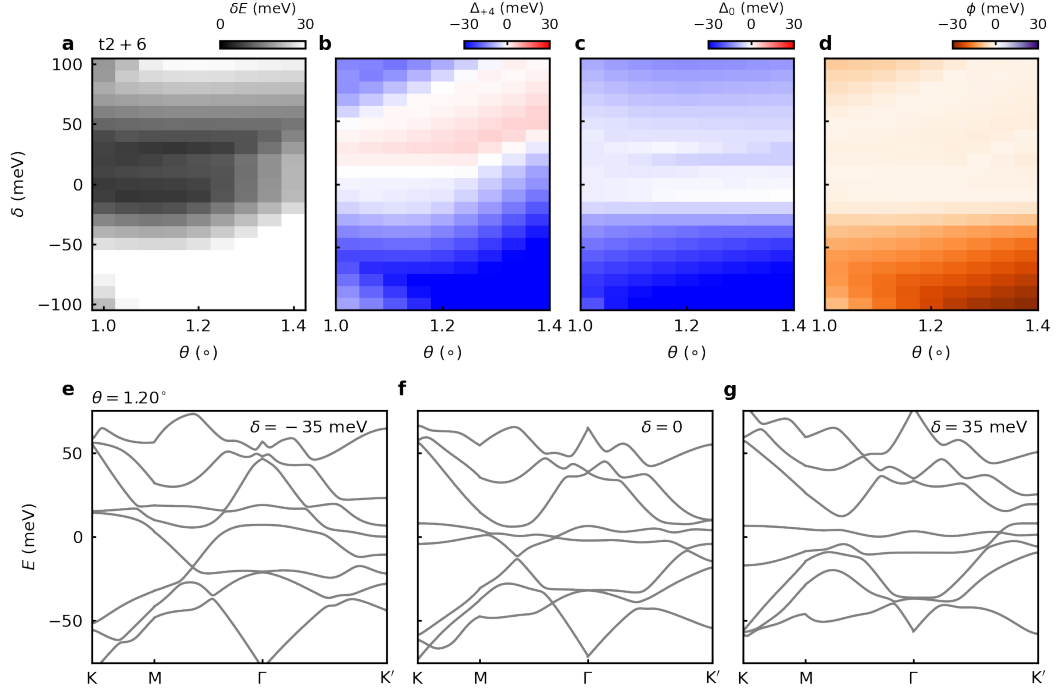 δE (meV)
0 30
Δ+4 (meV)
−30 0 30
Δ0 (meV)
−30 0 30
ϕ (meV)
−30 0 30
a t2 + 6
b
c
d
100
50
0
−50
−100
δ (meV)
1.0 1.2 1.4
θ (∘)
1.0 1.2 1.4
θ (∘)
1.0 1.2 1.4
θ (∘)
1.0 1.2 1.4
θ (∘)
e
θ = 1.20∘
f
g
δ = −35 meV
δ = 0
δ = 35 meV
50
0
−50
E (meV)
K M Γ K′
K M Γ K′
K M Γ K′